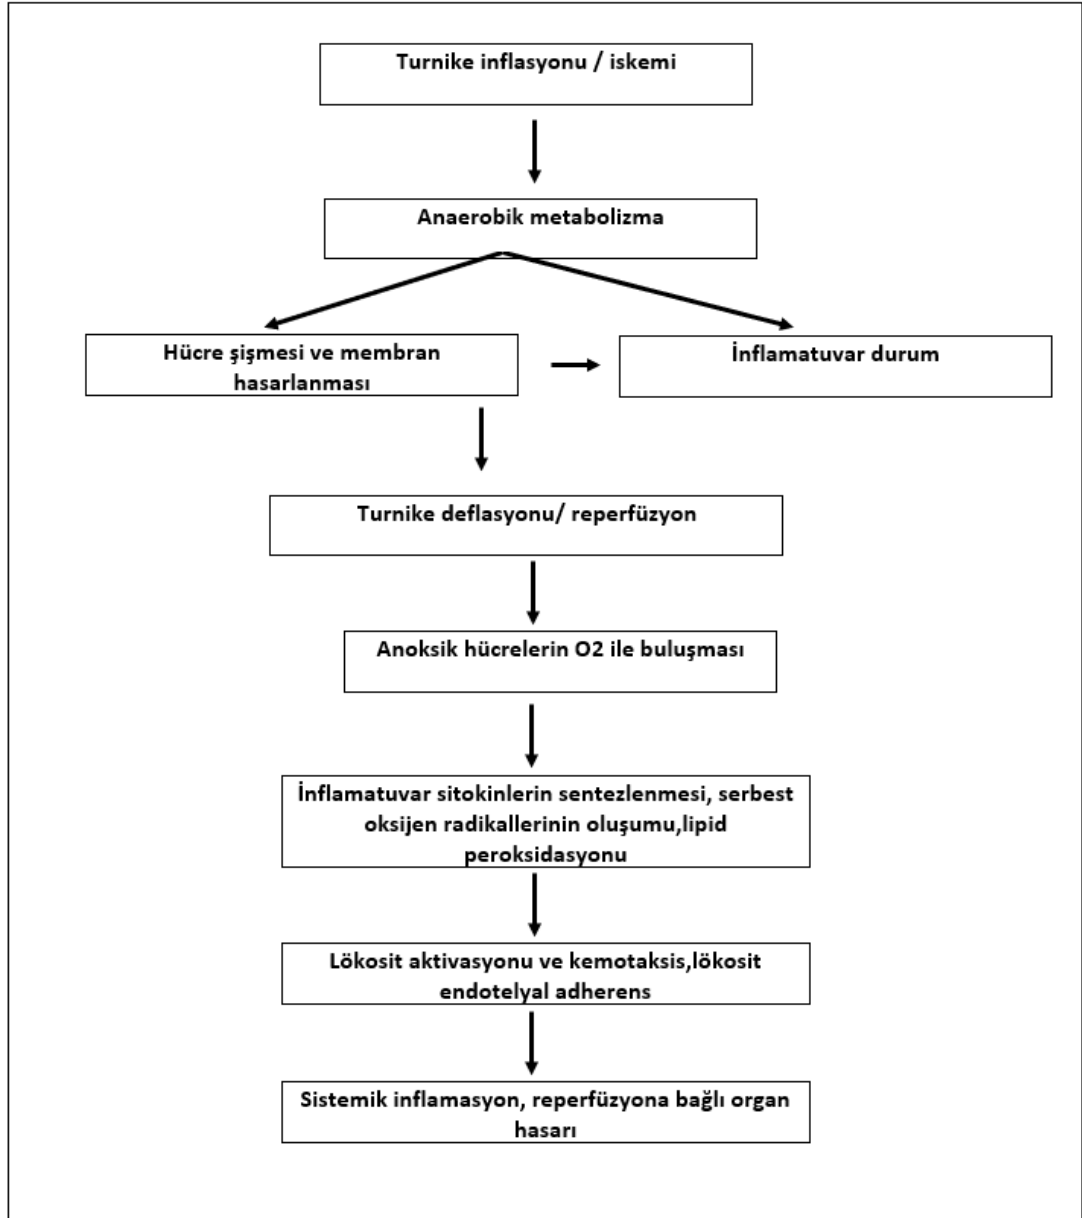 Turnike inflasyonu / iskemi
Anaerobik metabolizma
Hücre şişmesi ve membran
hasarlanması
İnflamatuvar durum
Turnike deflasyonu/ reperfüzyon
Anoksik hücrelerin O2 ile buluşması
İnflamatuvar sitokinlerin sentezlenmesi, serbest
oksijen radikallerinin oluşumu,lipid
peroksidasyonu
Lökosit aktivasyonu ve kemotaksis,lökosit
endotelyal adherens
Sistemik inflamasyon, reperfüzyona bağlı organ
hasarı